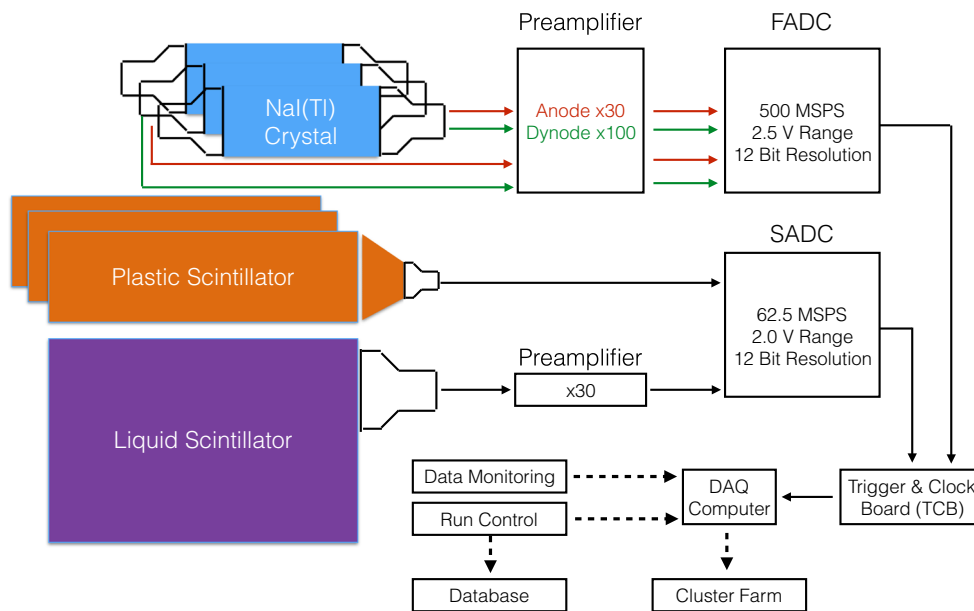 Preamplifier
FADC
NaI(Tl)
Crystal
Anode x30
Dynode x100
500 MSPS
2.5 V Range
12 Bit Resolution
SADC
Plastic Scintillator
62.5 MSPS
2.0 V Range
12 Bit Resolution
Preamplifier
x30
Liquid Scintillator
Data Monitoring
Run Control
DAQ
Computer
Trigger & Clock
Board (TCB)
Database
Cluster Farm